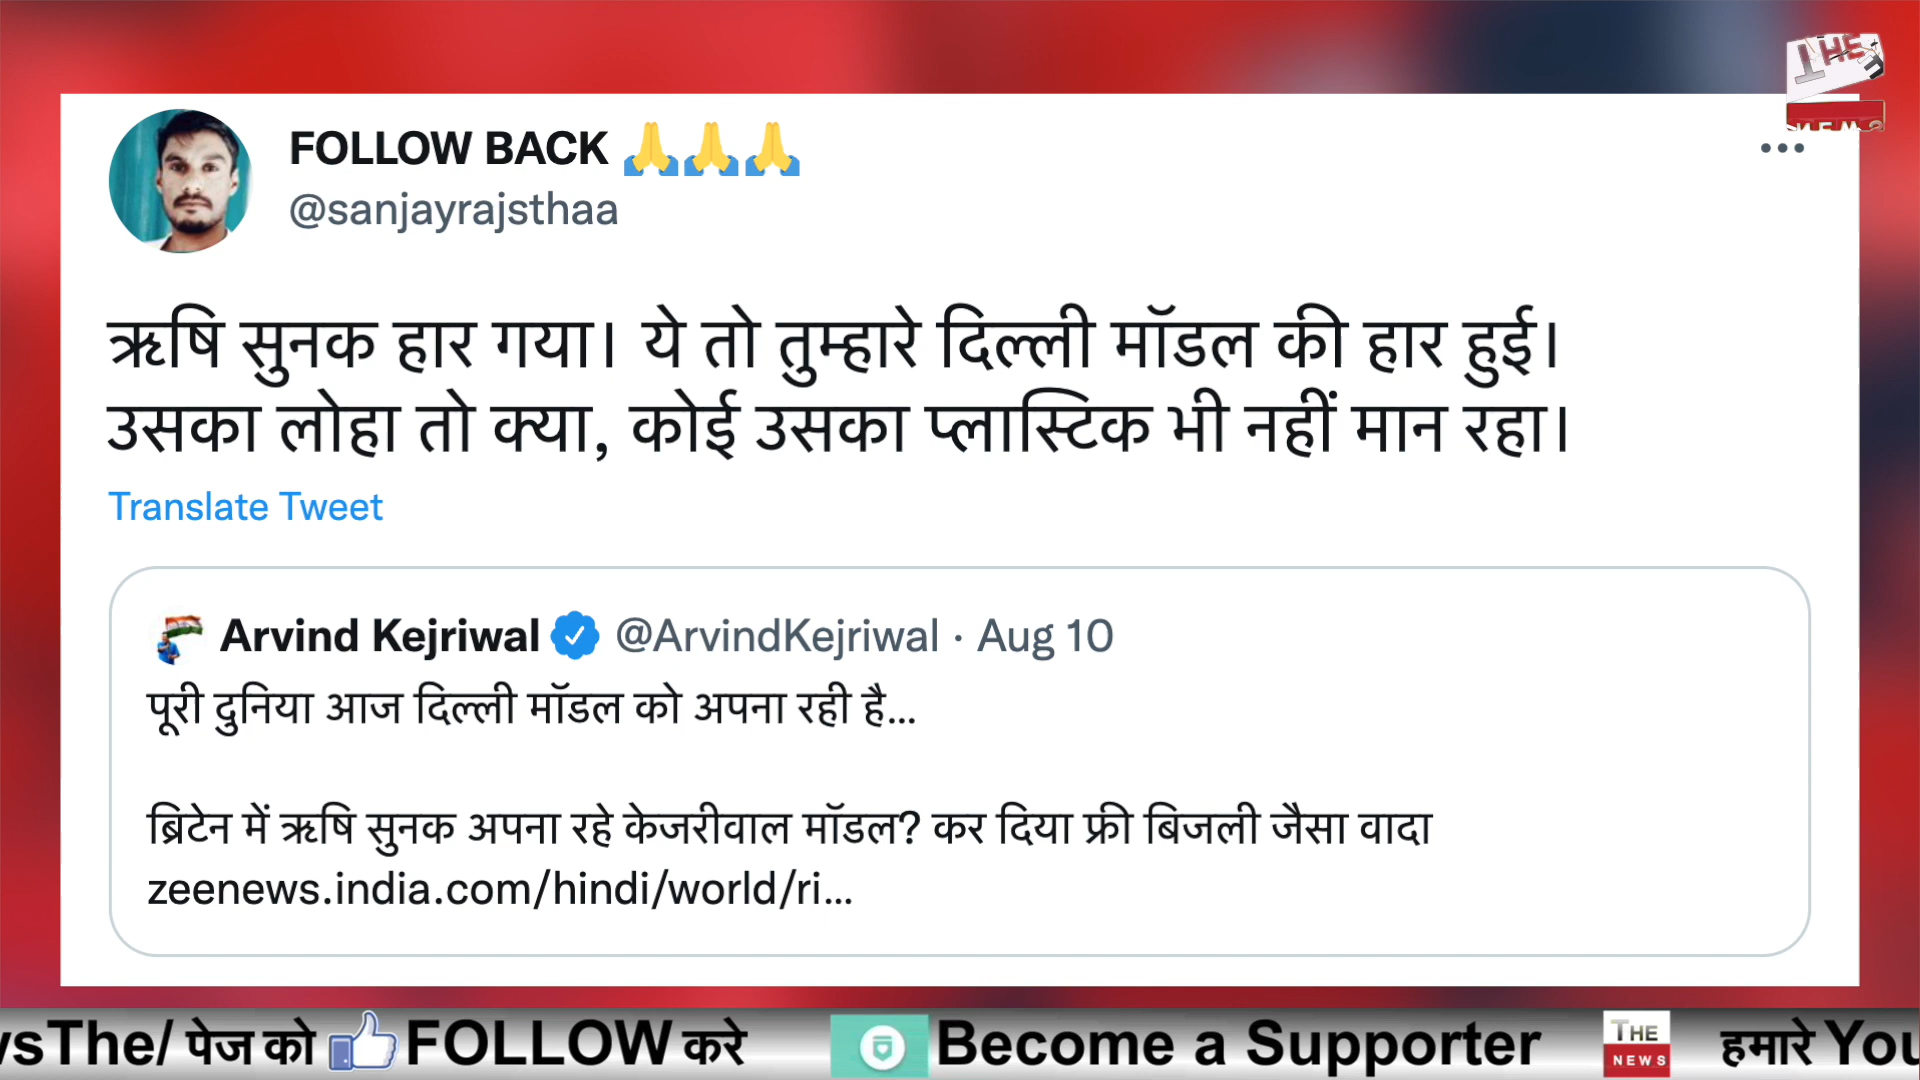 THE
NEWS
FOLLOW BACK 🙏🙏🙏
@sanjayrajsthaa
ऋषि सुनक हार गया। ये तो तुम्हारे दिल्ली मॉडल की हार हुई।
उसका लोहा तो क्या, कोई उसका प्लास्टिक भी नहीं मान रहा।
Translate Tweet
Arvind Kejriwal @ArvindKejriwal · Aug 10
पूरी दुनिया आज दिल्ली मॉडल को अपना रही है...
ब्रिटेन में ऋषि सुनक अपना रहे केजरीवाल मॉडल? कर दिया फ्री बिजली जैसा वादा
zeenews.india.com/hindi/world/ri...
sThe/ पेज को FOLLOW करे Become a Supporter THE NEWS हमारे You